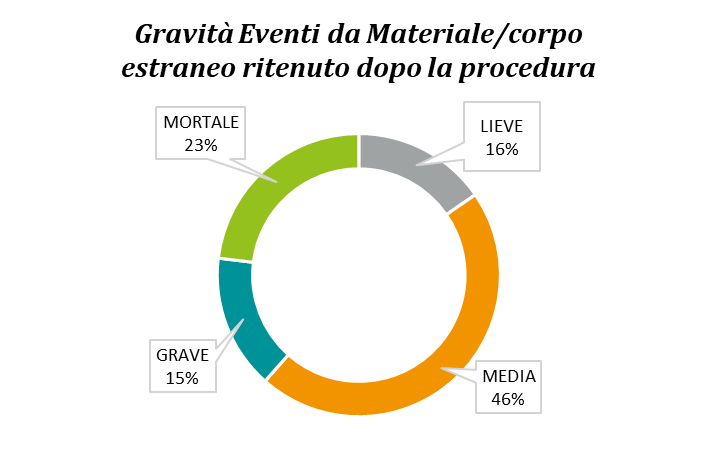 Gravità Eventi da Materiale/corpo
estraneo ritenuto dopo la procedura
MORTALE
23%
LIEVE
16%
GRAVE
15%
MEDIA
46%